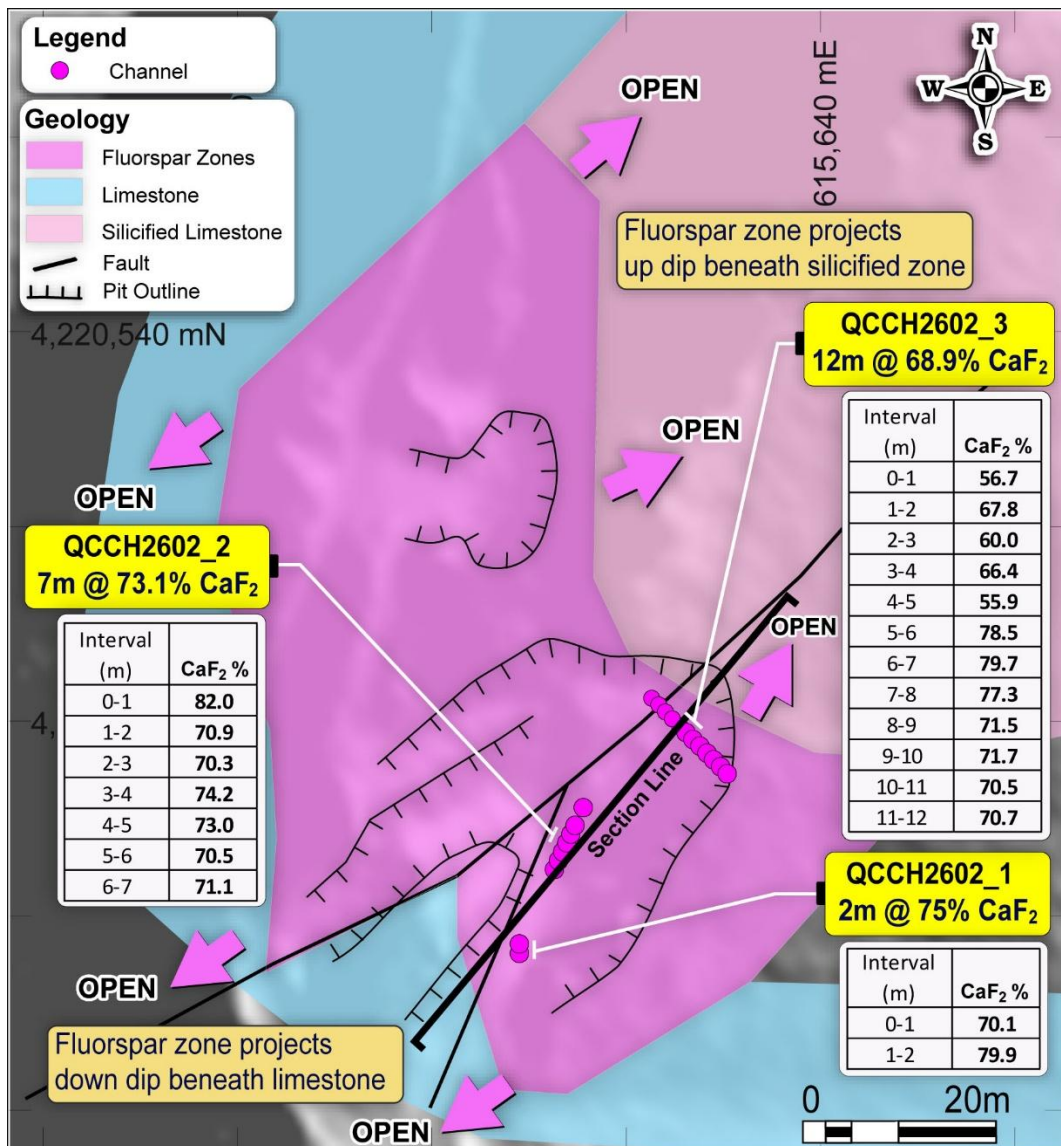 Legend
Channel
Geology
Fluorspar Zones
Limestone
Silicified Limestone
Fault
Pit Outline
OPEN
615,640 mE
N
W E
S
Fluorspar zone projects
up dip beneath silicified zone
4,220,540 mN
QCCH2602_3
12m @ 68.9% CaF₂
Interval (m) CaF₂ %
0-1 56.7
1-2 67.8
2-3 60.0
3-4 66.4
4-5 55.9
5-6 78.5
6-7 79.7
7-8 77.3
8-9 71.5
9-10 71.7
10-11 70.5
11-12 70.7
OPEN
OPEN
QCCH2602_2
7m @ 73.1% CaF₂
Interval (m) CaF₂ %
0-1 82.0
1-2 70.9
2-3 70.3
3-4 74.2
4-5 73.0
5-6 70.5
6-7 71.1
OPEN
Section Line
QCCH2602_1
2m @ 75% CaF₂
Interval (m) CaF₂ %
0-1 70.1
1-2 79.9
OPEN
Fluorspar zone projects
down dip beneath limestone
OPEN
0 20m